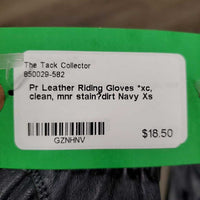 The Tack Collector
850029-582
Pr Leather Riding Gloves *xc,
clean, mnr stain?dirt Navy Xs
GZNHNV
$18.50